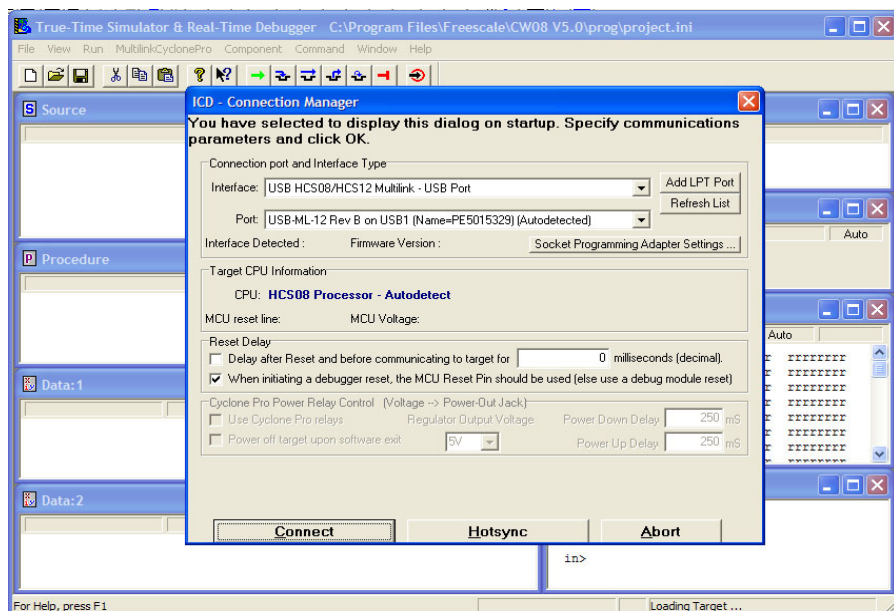 True-Time Simulator & Real-Time Debugger C:\Program Files\Freescale\CW08 V5.0\prog\project.ini
File View Run MultilinkCyclonePro Component Command Window Help
Source
Procedure
Data:1
Data:2
ICD - Connection Manager
You have selected to display this dialog on startup. Specify communications
parameters and click OK.
Connection port and Interface Type
Interface: USB HCS08/HCS12 Multilink - USB Port
Add LPT Port
Refresh List
Port: USB-ML-12 Rev B on USB1 (Name=PE5015329) (Autodetected)
Interface Detected : Firmware Version :
Socket Programming Adapter Settings ...
Target CPU Information
CPU: HCS08 Processor - Autodetect
MCU reset line: MCU Voltage:
Reset Delay
Delay after Reset and before communicating to target for 0 milliseconds (decimal).
When initiating a debugger reset, the MCU Reset Pin should be used (else use a debug module reset)
Cyclone Pro Power Relay Control (Voltage --> Power-Out Jack)
Use Cyclone Pro relays Regulator Output Voltage Power Down Delay 250 mS
Power off target upon software exit 5V Power Up Delay 250 mS
Connect Hotsync Abort
Auto
Auto
r rrrrrrrr
r rrrrrrrr
r rrrrrrrr
r rrrrrrrr
r rrrrrrrr
r rrrrrrrr
r rrrrrrrr
in>
For Help, press F1
Loading Target ...